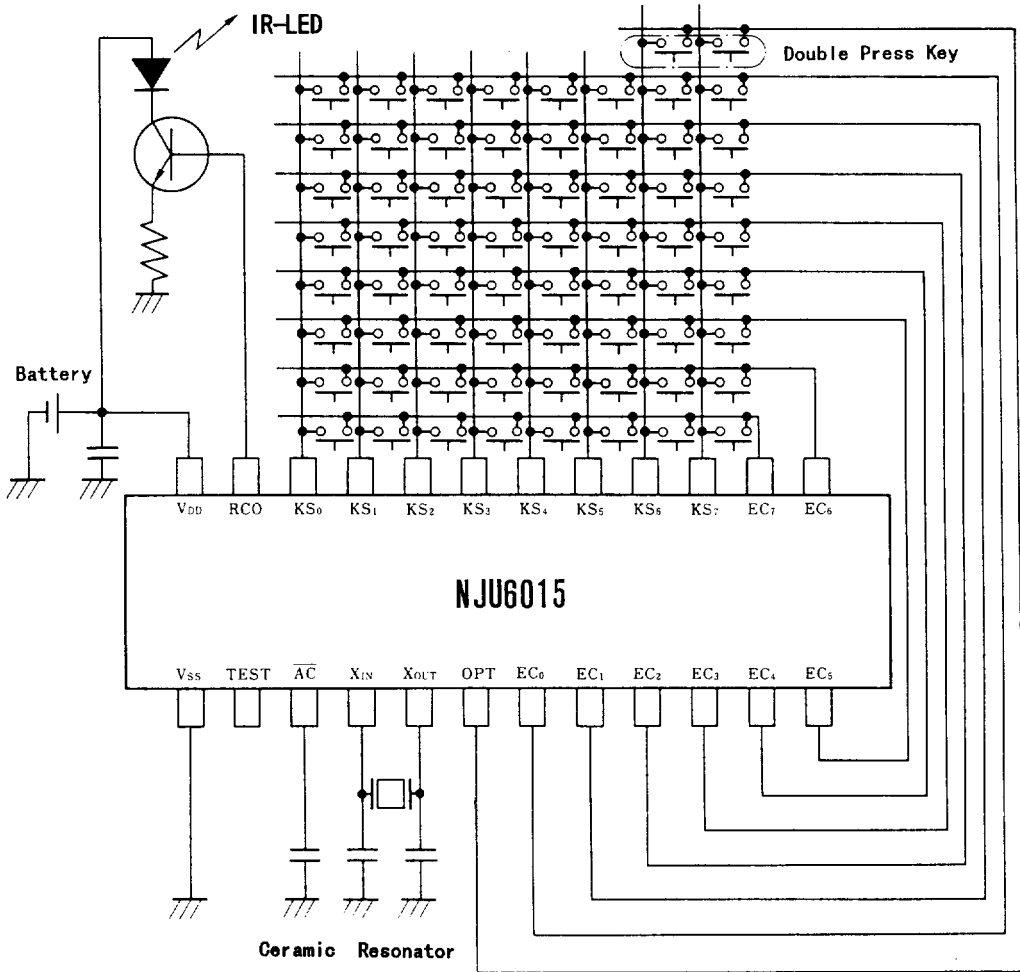 IR-LED
Double Press Key
Battery
VDD RCO KS0 KS1 KS2 KS3 KS4 KS5 KS6 KS7 EC7 EC6
NJU6015
VSS TEST A̅C̅ XIN XOUT OPT EC0 EC1 EC2 EC3 EC4 EC5
Ceramic Resonator